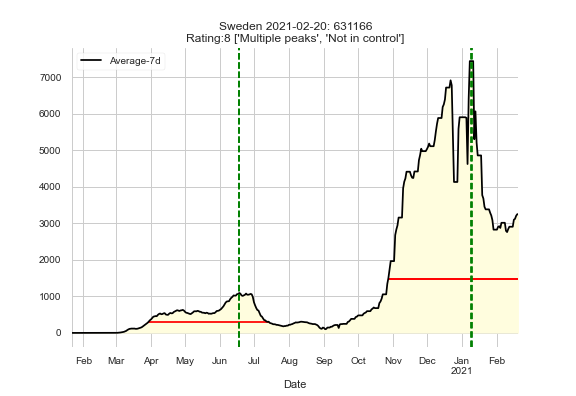 Sweden 2021-02-20: 631166
Rating:8 ['Multiple peaks', 'Not in control']
Average-7d
7000
6000
5000
4000
3000
2000
1000
0
Feb Mar Apr May Jun Jul Aug Sep Oct Nov Dec Jan Feb
2021
Date